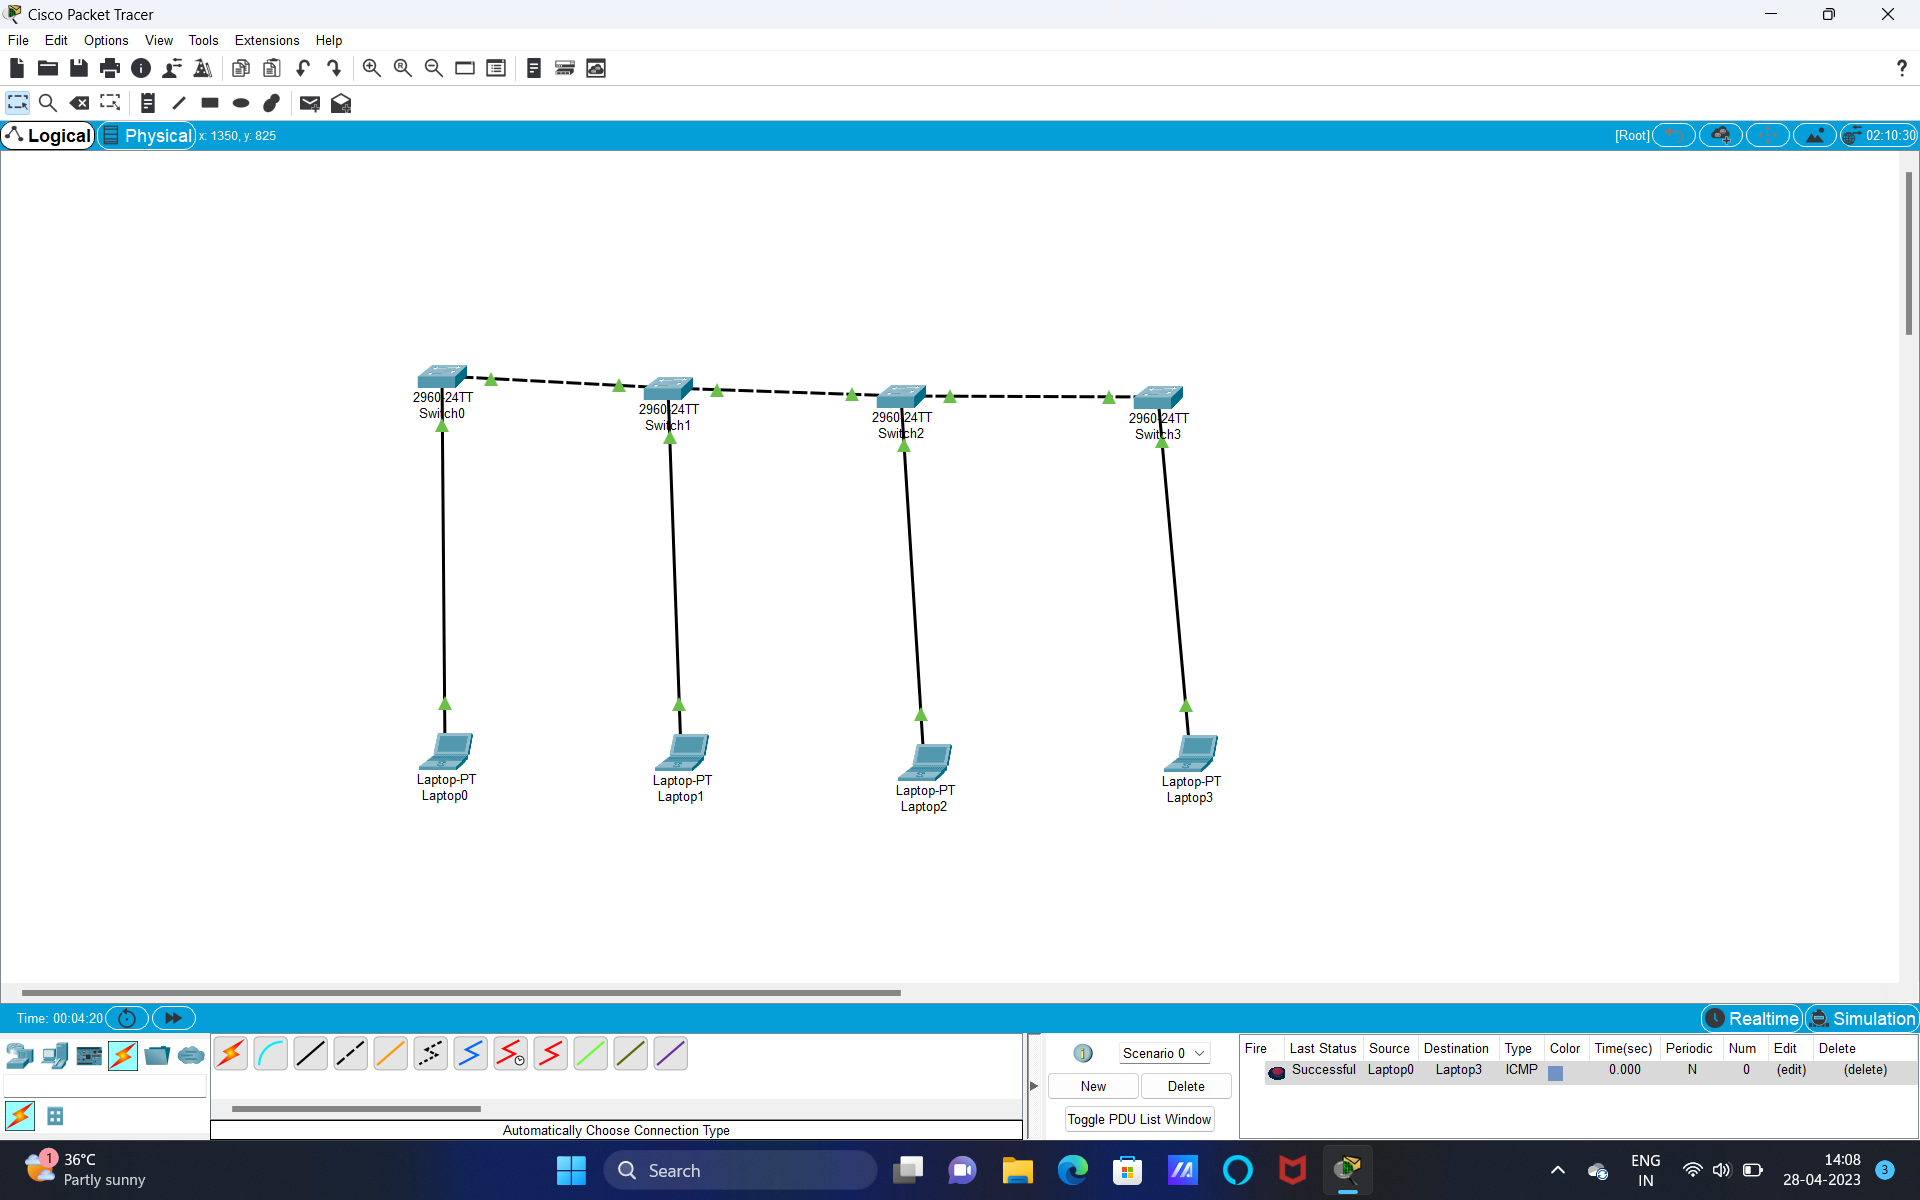 Cisco Packet Tracer
File Edit Options View Tools Extensions Help
?
Logical Physical x: 1350, y: 825 [Root] 02:10:30
2960-24TT
Switch0
2960-24TT
Switch1
2960-24TT
Switch2
2960-24TT
Switch3
Laptop-PT
Laptop0
Laptop-PT
Laptop1
Laptop-PT
Laptop2
Laptop-PT
Laptop3
Time: 00:04:20 Realtime Simulation
Scenario 0
New Delete
Toggle PDU List Window
Fire Last Status Source Destination Type Color Time(sec) Periodic Num Edit Delete
Successful Laptop0 Laptop3 ICMP 0.000 N 0 (edit) (delete)
Automatically Choose Connection Type
1
36°C
Partly sunny
Search
ENG
IN
14:08
28-04-2023
3